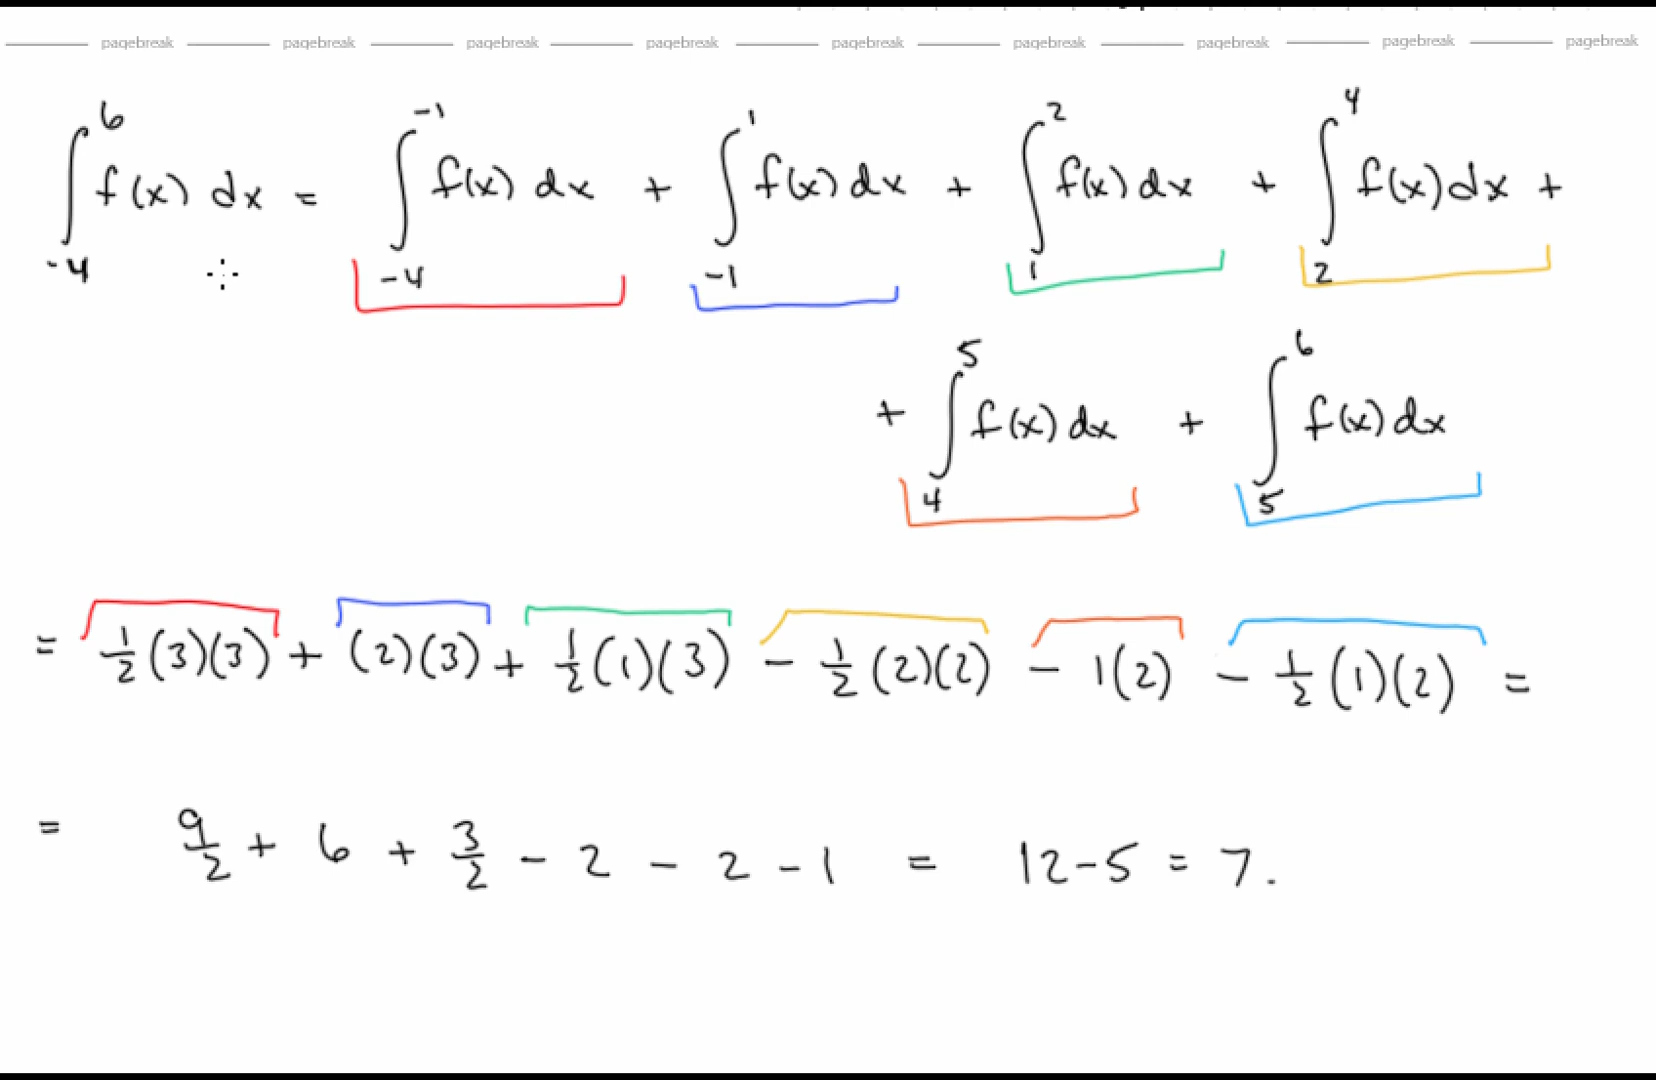 pagebreak pagebreak pagebreak pagebreak pagebreak pagebreak pagebreak pagebreak pagebreak
∫_{-4}^{6} f(x) dx = ∫_{-4}^{-1} f(x) dx + ∫_{-1}^{1} f(x) dx + ∫_{1}^{2} f(x) dx + ∫_{2}^{4} f(x) dx +
+ ∫_{4}^{5} f(x) dx + ∫_{5}^{6} f(x) dx
= 1/2 (3)(3) + (2)(3) + 1/2 (1)(3) - 1/2 (2)(2) - 1(2) - 1/2 (1)(2) =
= 9/2 + 6 + 3/2 - 2 - 2 - 1 = 12 - 5 = 7.